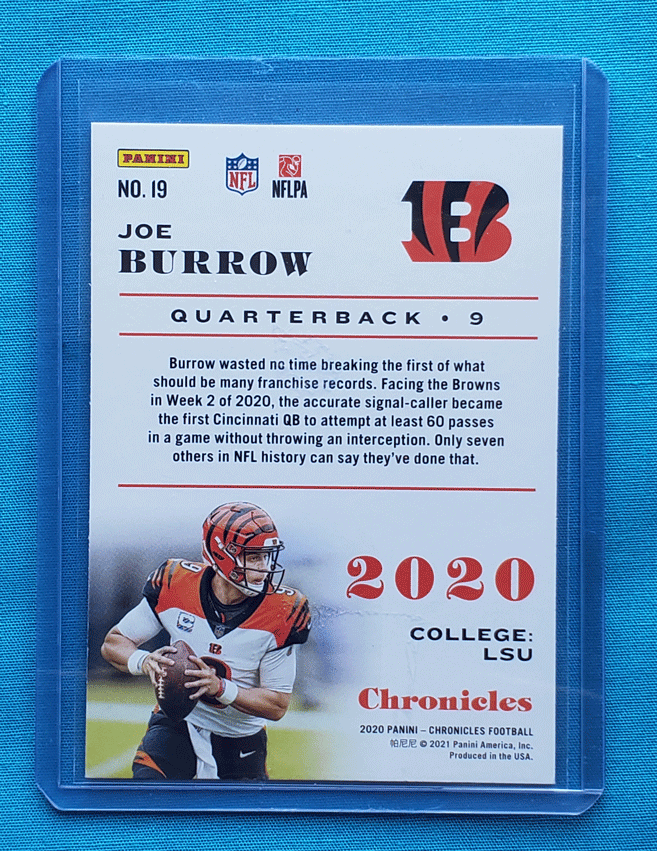 PANINI
NFL
NFLPA
NO. 19
B
JOE
BURROW
QUARTERBACK • 9
Burrow wasted no time breaking the first of what
should be many franchise records. Facing the Browns
in Week 2 of 2020, the accurate signal-caller became
the first Cincinnati QB to attempt at least 60 passes
in a game without throwing an interception. Only seven
others in NFL history can say they've done that.
9
9
B
2020
COLLEGE:
LSU
Chronicles
2020 PANINI – CHRONICLES FOOTBALL
帕尼尼 © 2021 Panini America, Inc.
Produced in the USA.